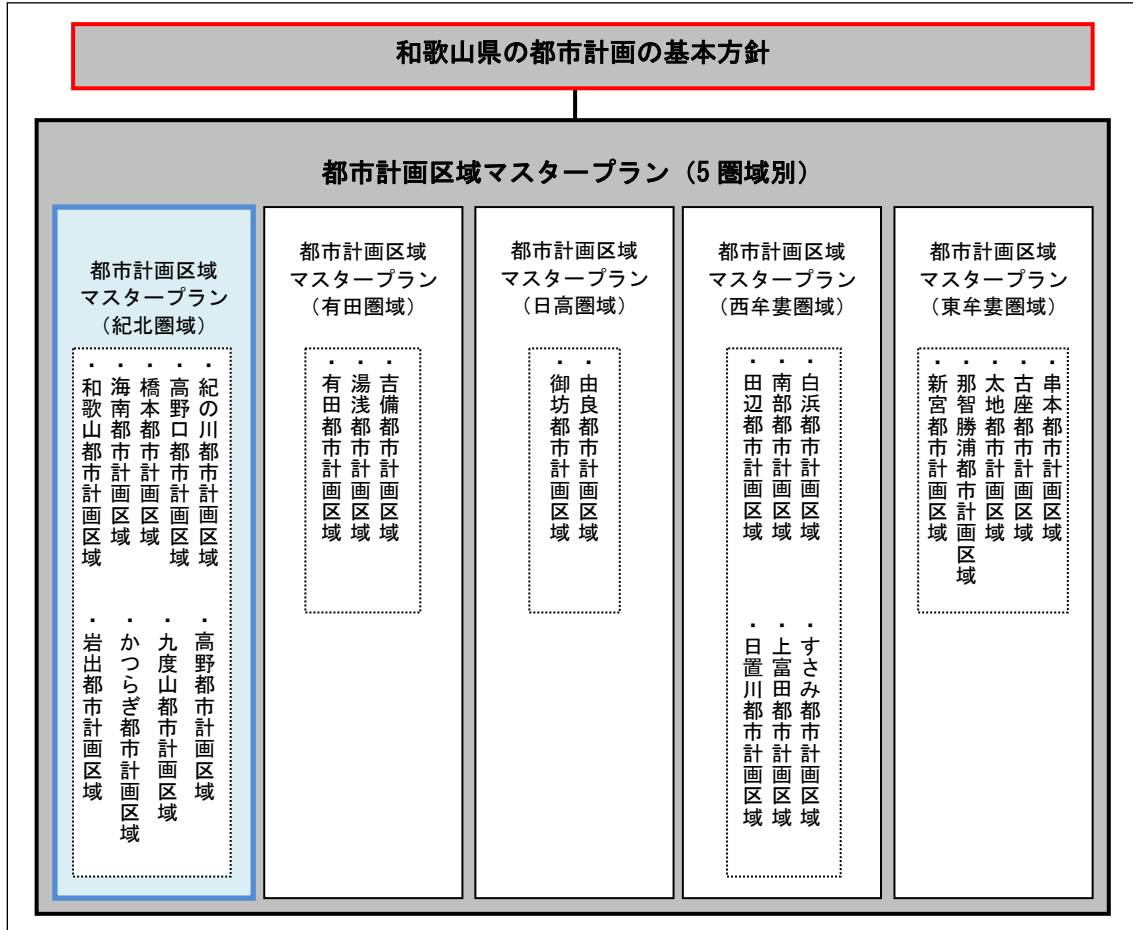 和歌山県の都市計画の基本方針
都市計画区域マスタープラン（5圏域別）
都市計画区域
マスタープラン
（紀北圏域）
・紀の川都市計画区域
・高野口都市計画区域
・橋本都市計画区域
・海南都市計画区域
・和歌山都市計画区域
・高野都市計画区域
・九度山都市計画区域
・かつらぎ都市計画区域
・岩出都市計画区域
都市計画区域
マスタープラン
（有田圏域）
・吉備都市計画区域
・湯浅都市計画区域
・有田都市計画区域
都市計画区域
マスタープラン
（日高圏域）
・由良都市計画区域
・御坊都市計画区域
都市計画区域
マスタープラン
（西牟婁圏域）
・白浜都市計画区域
・南部都市計画区域
・田辺都市計画区域
・すさみ都市計画区域
・上富田都市計画区域
・日置川都市計画区域
都市計画区域
マスタープラン
（東牟婁圏域）
・串本都市計画区域
・古座都市計画区域
・太地都市計画区域
・那智勝浦都市計画区域
・新宮都市計画区域